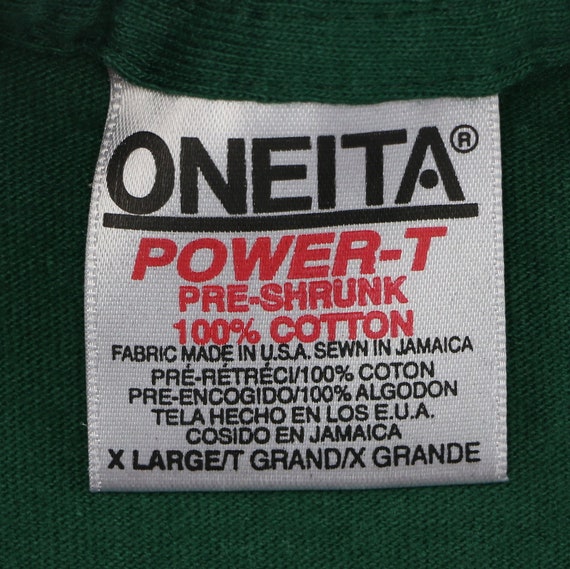 ONEITA®
POWER-T
PRE-SHRUNK
100% COTTON
FABRIC MADE IN U.S.A. SEWN IN JAMAICA
PRÉ-RÉTRÉCI/100% COTON
PRE-ENCOGIDO/100% ALGODON
TELA HECHO EN LOS E.U.A.
COSIDO EN JAMAICA
X LARGE/T GRAND/X GRANDE